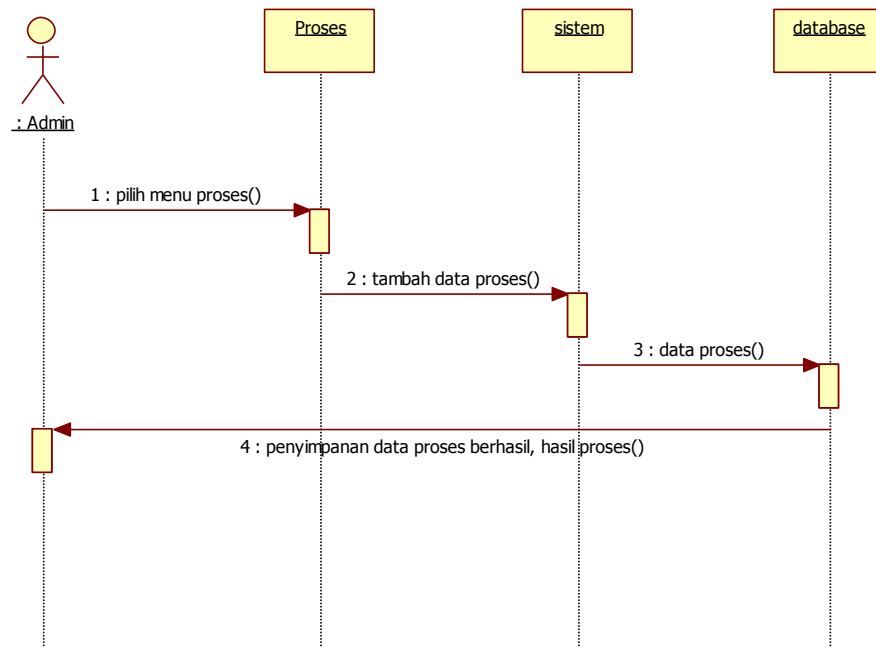 Proses
sistem
database
: Admin
1 : pilih menu proses()
2 : tambah data proses()
3 : data proses()
4 : penyimpanan data proses berhasil, hasil proses()